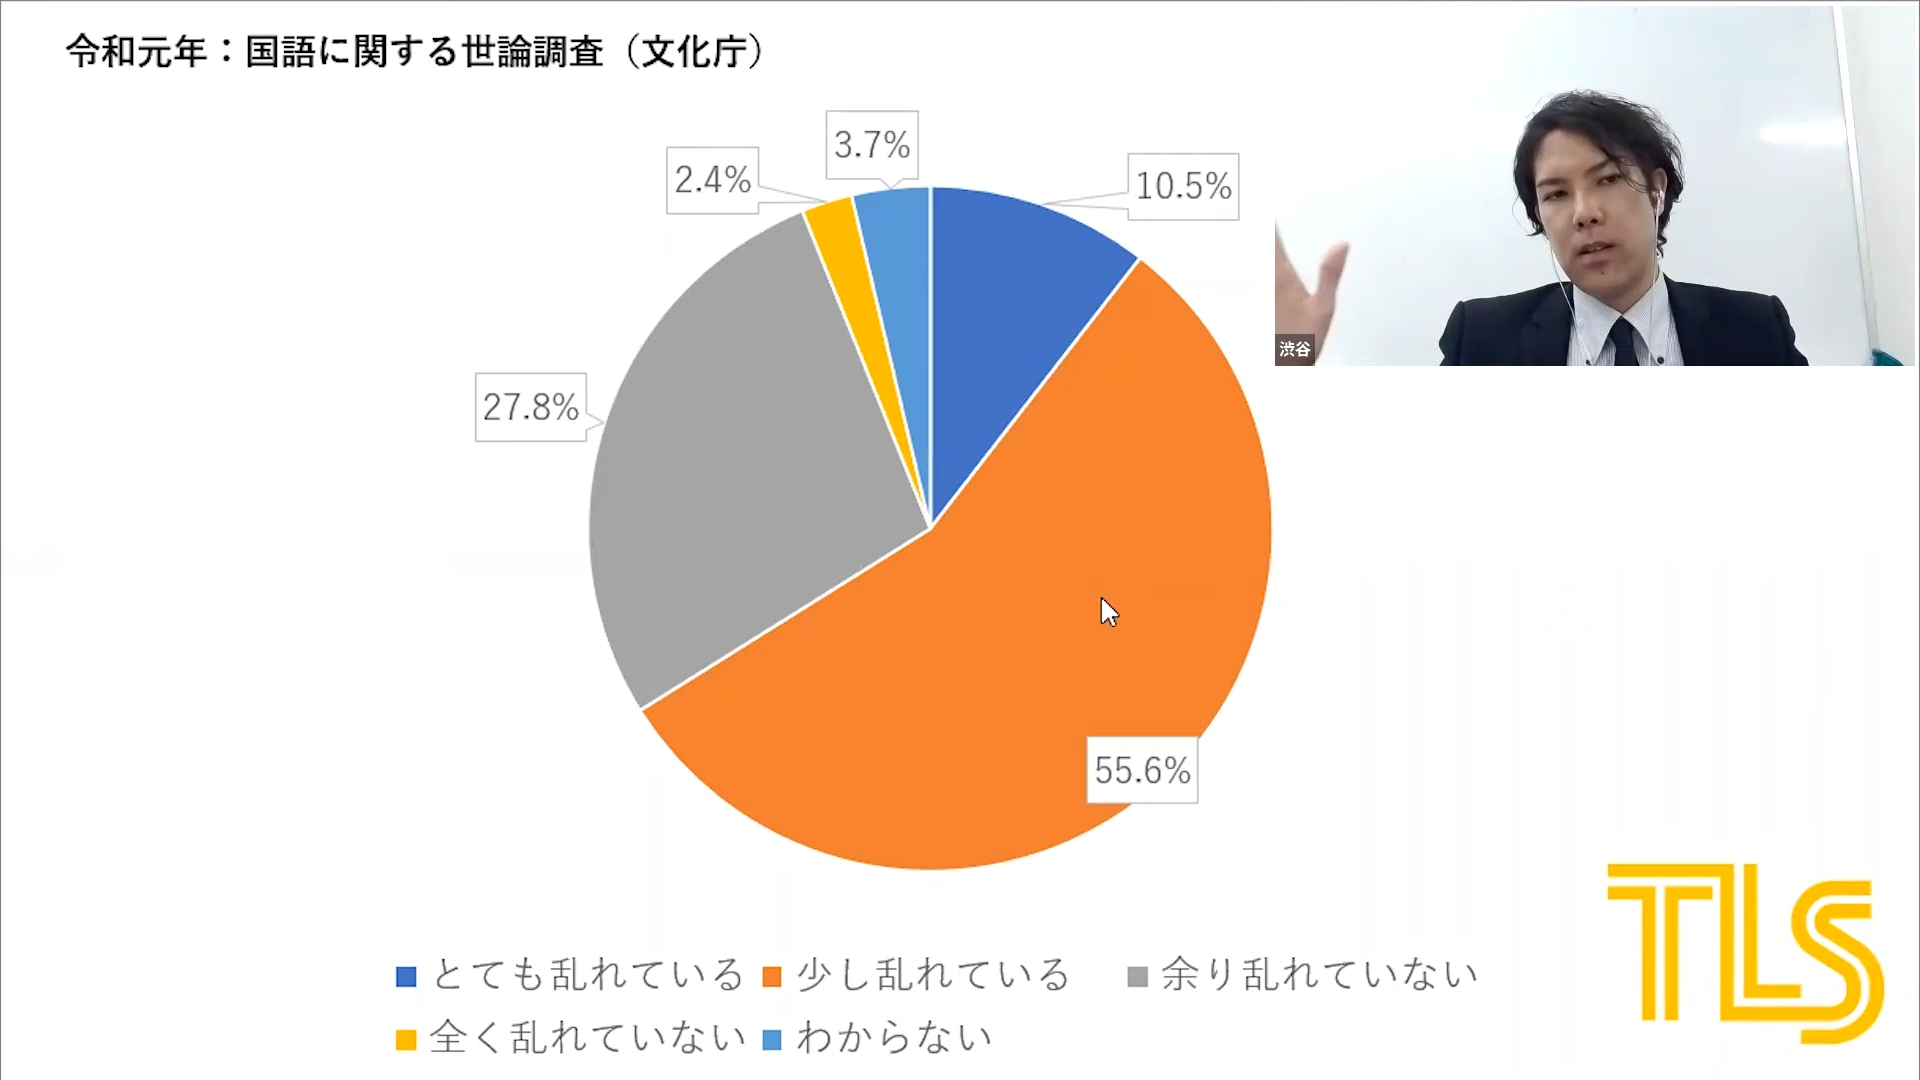 令和元年：国語に関する世論調査（文化庁）
3.7%
2.4%
10.5%
27.8%
55.6%
渋谷
とても乱れている 少し乱れている 余り乱れていない
全く乱れていない わからない
TLS